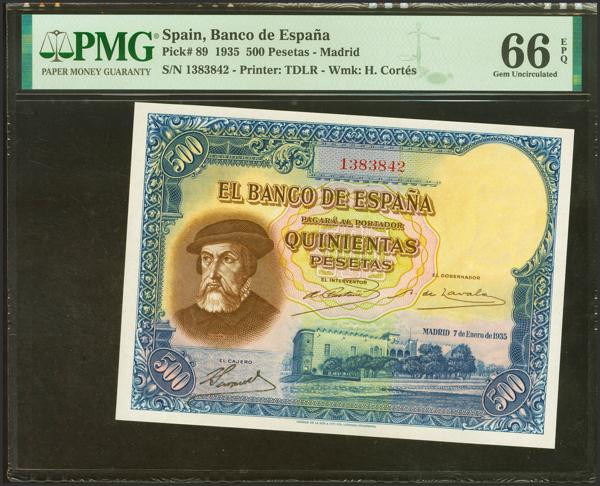 PMG
PAPER MONEY GUARANTY
Spain, Banco de España
Pick# 89 1935 500 Pesetas - Madrid
S/N 1383842 - Printer: TDLR - Wmk: H. Cortés
66 EPQ
Gem Uncirculated
500
1383842
EL BANCO DE ESPAÑA
PAGARÁ AL PORTADOR
QUINIENTAS
PESETAS
EL INTERVENTOR
EL GOBERNADOR
MADRID 7 de Enero de 1935
EL CAJERO
500
500